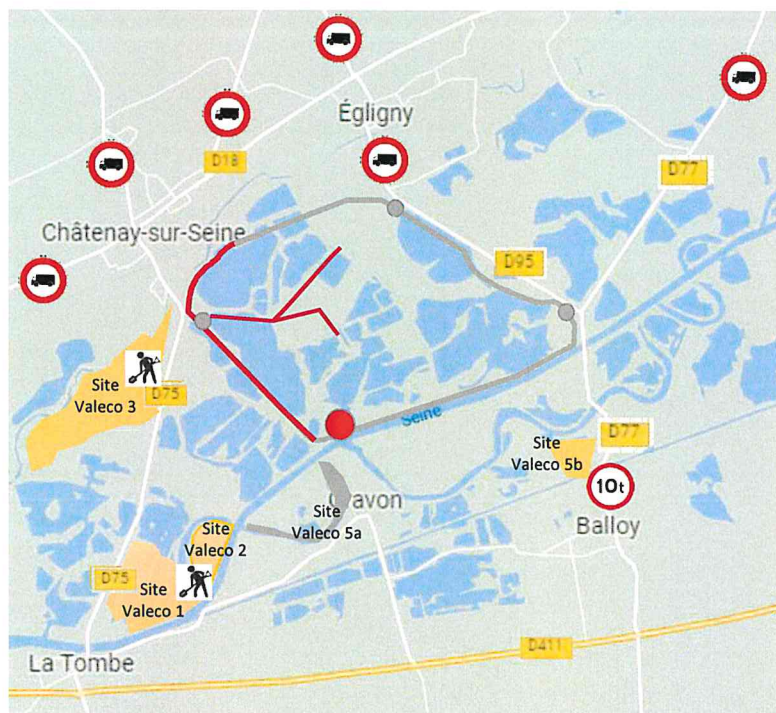 Égligny
D18
D77
Châtenay-sur-Seine
D95
Site
Valeco 3
D75
Seine
D77
Site
Valeco 5b
10t
Site
Valeco 5a
Site
Valeco 2
Balloy
D75
Site
Valeco 1
D411
La Tombe